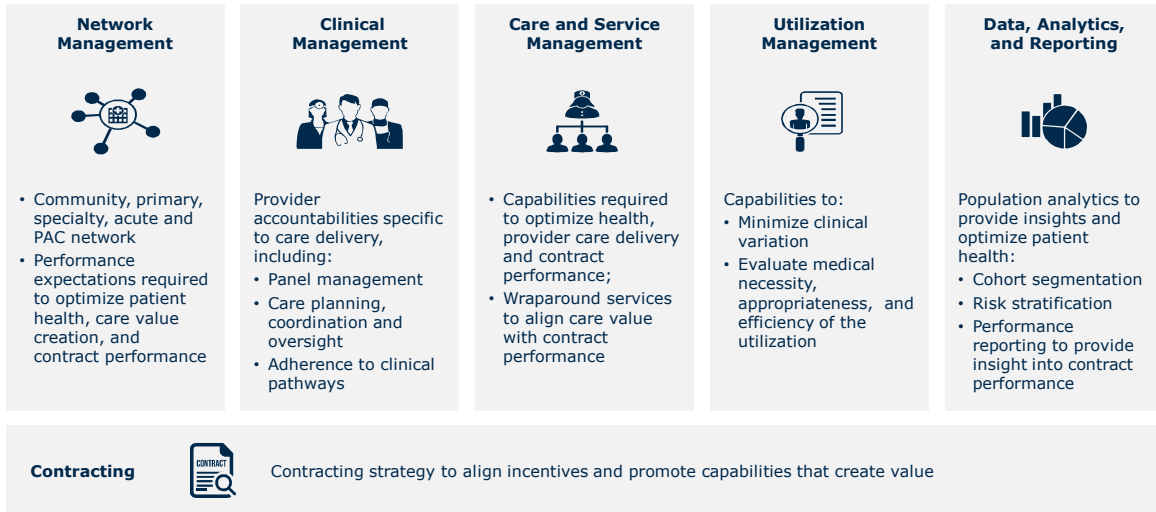 Network
Management
• Community, primary,
specialty, acute and
PAC network
• Performance
expectations required
to optimize patient
health, care value
creation, and
contract performance
Clinical
Management
Provider
accountabilities specific
to care delivery,
including:
• Panel management
• Care planning,
coordination and
oversight
• Adherence to clinical
pathways
Care and Service
Management
• Capabilities required
to optimize health,
provider care delivery
and contract
performance;
• Wraparound services
to align care value
with contract
performance
Utilization
Management
Capabilities to:
• Minimize clinical
variation
• Evaluate medical
necessity,
appropriateness,  and
efficiency of the
utilization
Data, Analytics,
and Reporting
Population analytics to
provide insights and
optimize patient
health:
• Cohort segmentation
• Risk stratification
• Performance
reporting to provide
insight into contract
performance
Contracting
CONTRACT
Contracting strategy to align incentives and promote capabilities that create value